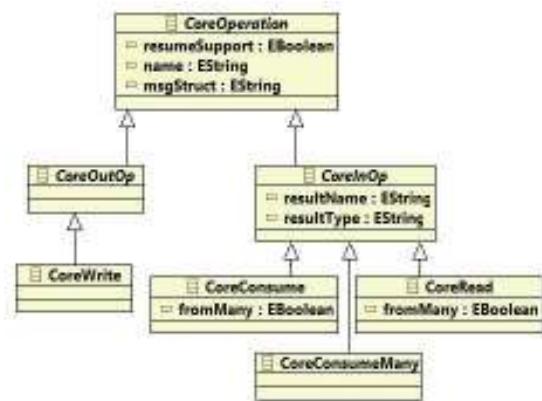 CoreOperation
resumeSupport : EBoolean
name : EString
msgStruct : EString
CoreOutOp
CoreInOp
resultName : EString
resultType : EString
CoreWrite
CoreConsume
fromMany : EBoolean
CoreRead
fromMany : EBoolean
CoreConsumeMany